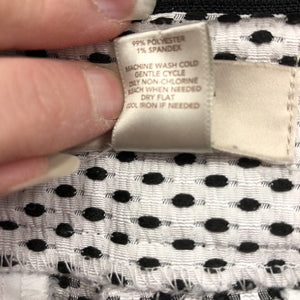 99% POLYESTER
1% SPANDEX
MACHINE WASH COLD
GENTLE CYCLE
ONLY NON-CHLORINE
BLEACH WHEN NEEDED
DRY FLAT
COOL IRON IF NEEDED